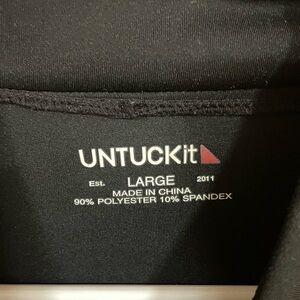 UNTUCKit
Est. LARGE 2011
MADE IN CHINA
90% POLYESTER 10% SPANDEX